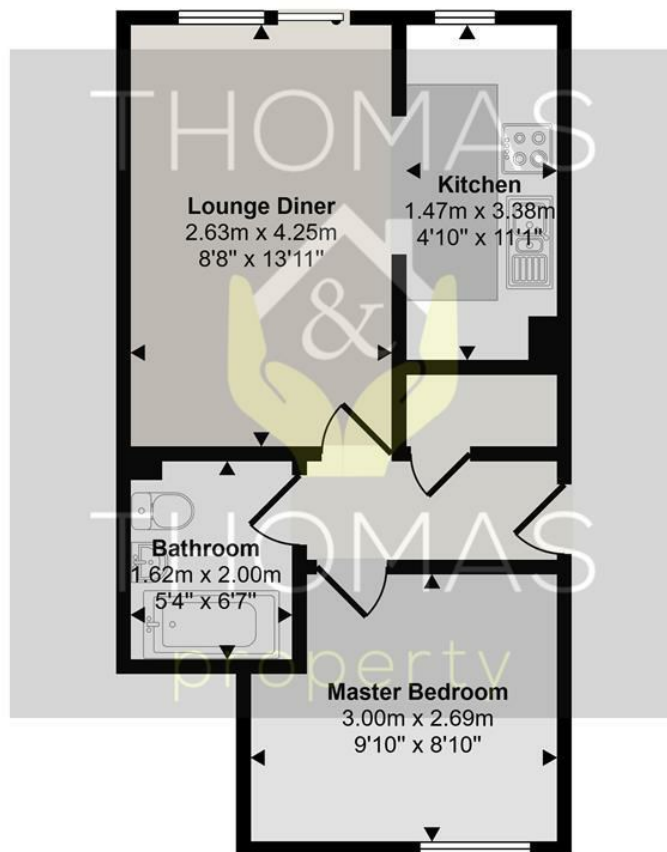 THOMAS
Kitchen
1.47m x 3.38m
4'10" x 11'1"
Lounge Diner
2.63m x 4.25m
8'8" x 13'11"
&
THOMAS
Bathroom
1.62m x 2.00m
5'4" x 6'7"
property
Master Bedroom
3.00m x 2.69m
9'10" x 8'10"